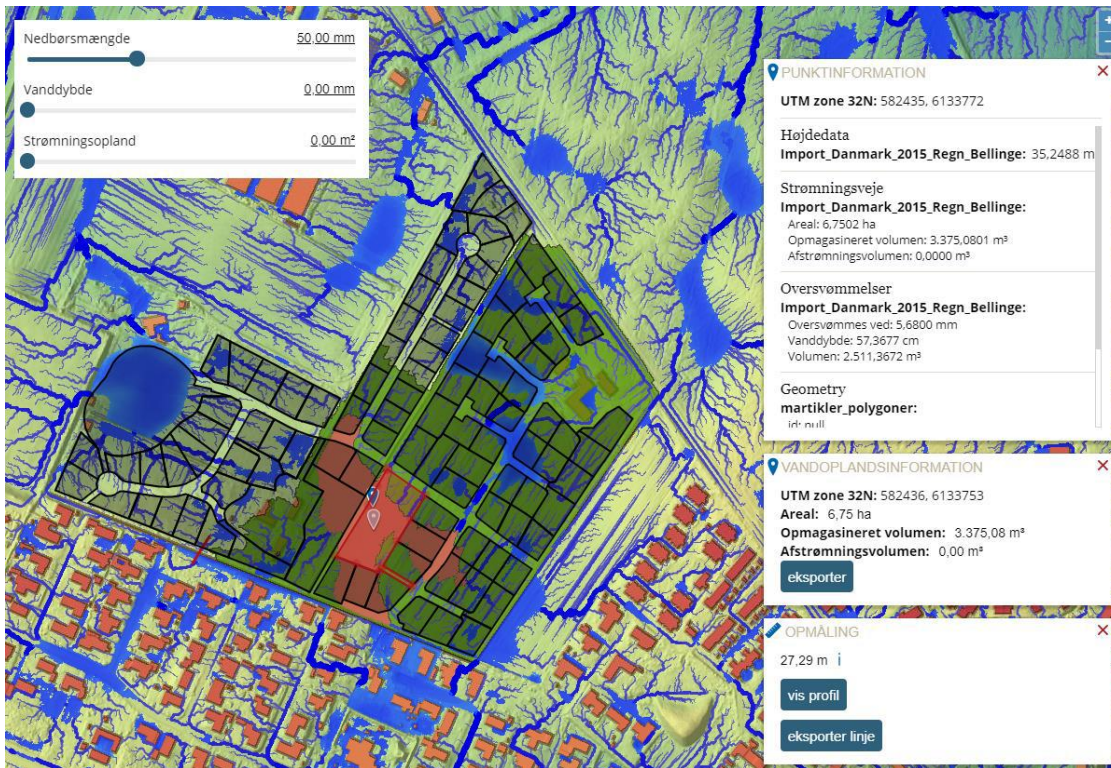 Nedbørsmængde 50,00 mm
Vanddybde 0,00 mm
Strømningsopland 0,00 m²
PUNKTINFORMATION
UTM zone 32N: 582435, 6133772
Højdedata
Import_Danmark_2015_Regn_Bellinge: 35,2488 m
Strømningsveje
Import_Danmark_2015_Regn_Bellinge:
Areal: 6,7502 ha
Opmagasineret volumen: 3.375,0801 m³
Afstrømningsvolumen: 0,0000 m³
Oversvømmelser
Import_Danmark_2015_Regn_Bellinge:
Oversvømmes ved: 5,6800 mm
Vanddybde: 57,3677 cm
Volumen: 2.511,3672 m³
Geometry
martikler_polygoner:
id: null
VANDOPLANDSINFORMATION
UTM zone 32N: 582436, 6133753
Areal: 6,75 ha
Opmagasineret volumen: 3.375,08 m³
Afstrømningsvolumen: 0,00 m³
eksporter
OPMÅLING
27,29 m i
vis profil
eksporter linje